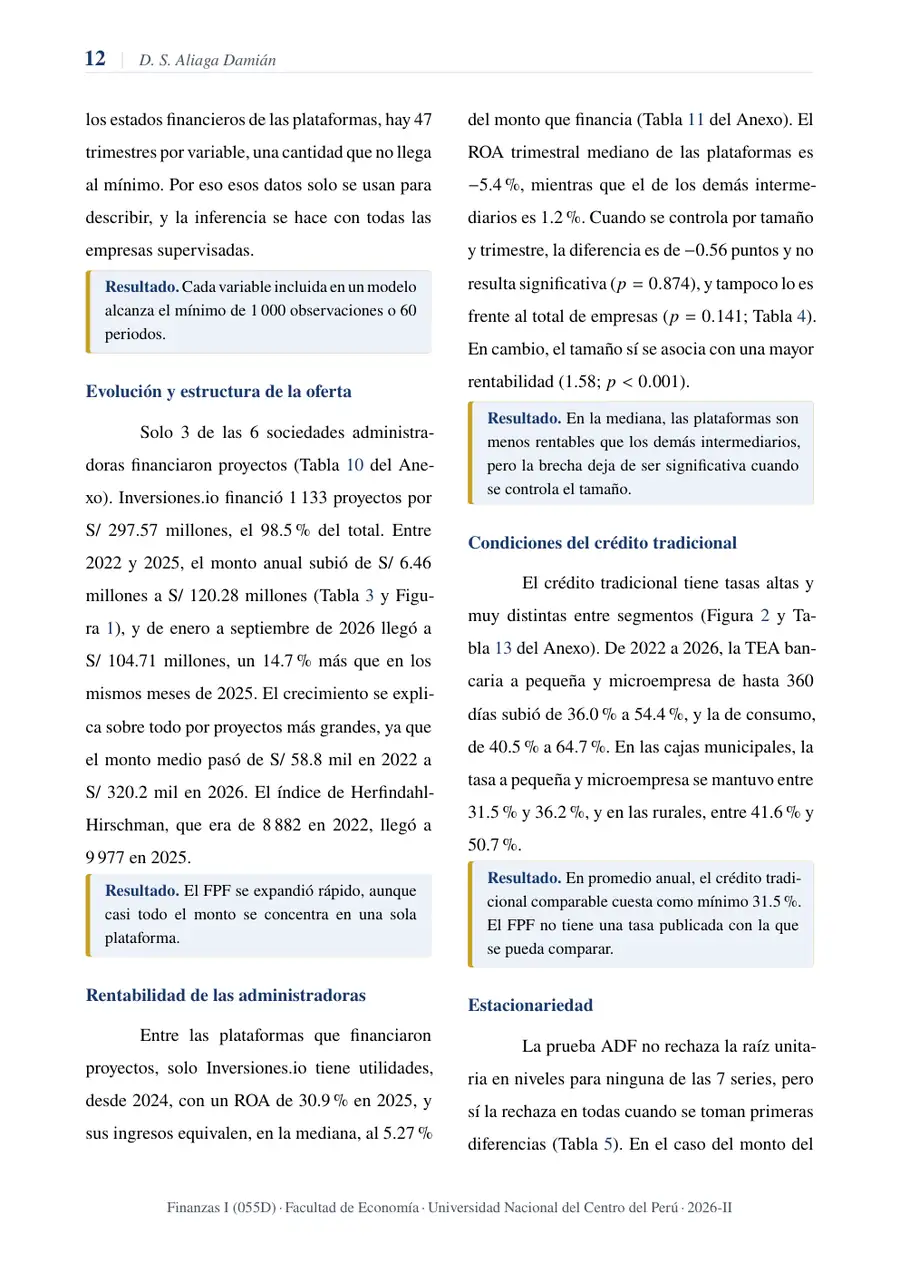 12 | D. S. Aliaga Damián
los estados financieros de las plataformas, hay 47
trimestres por variable, una cantidad que no llega
al mínimo. Por eso esos datos solo se usan para
describir, y la inferencia se hace con todas las
empresas supervisadas.
Resultado. Cada variable incluida en un modelo
alcanza el mínimo de 1 000 observaciones o 60
periodos.
Evolución y estructura de la oferta
Solo 3 de las 6 sociedades administra-
doras financiaron proyectos (Tabla 10 del Ane-
xo). Inversiones.io financió 1 133 proyectos por
S/ 297.57 millones, el 98.5 % del total. Entre
2022 y 2025, el monto anual subió de S/ 6.46
millones a S/ 120.28 millones (Tabla 3 y Figu-
ra 1), y de enero a septiembre de 2026 llegó a
S/ 104.71 millones, un 14.7 % más que en los
mismos meses de 2025. El crecimiento se expli-
ca sobre todo por proyectos más grandes, ya que
el monto medio pasó de S/ 58.8 mil en 2022 a
S/ 320.2 mil en 2026. El índice de Herfindahl-
Hirschman, que era de 8 882 en 2022, llegó a
9 977 en 2025.
Resultado. El FPF se expandió rápido, aunque
casi todo el monto se concentra en una sola
plataforma.
Rentabilidad de las administradoras
Entre las plataformas que financiaron
proyectos, solo Inversiones.io tiene utilidades,
desde 2024, con un ROA de 30.9 % en 2025, y
sus ingresos equivalen, en la mediana, al 5.27 %
del monto que financia (Tabla 11 del Anexo). El
ROA trimestral mediano de las plataformas es
−5.4 %, mientras que el de los demás interme-
diarios es 1.2 %. Cuando se controla por tamaño
y trimestre, la diferencia es de −0.56 puntos y no
resulta significativa (p = 0.874), y tampoco lo es
frente al total de empresas (p = 0.141; Tabla 4).
En cambio, el tamaño sí se asocia con una mayor
rentabilidad (1.58; p < 0.001).
Resultado. En la mediana, las plataformas son
menos rentables que los demás intermediarios,
pero la brecha deja de ser significativa cuando
se controla el tamaño.
Condiciones del crédito tradicional
El crédito tradicional tiene tasas altas y
muy distintas entre segmentos (Figura 2 y Ta-
bla 13 del Anexo). De 2022 a 2026, la TEA ban-
caria a pequeña y microempresa de hasta 360
días subió de 36.0 % a 54.4 %, y la de consumo,
de 40.5 % a 64.7 %. En las cajas municipales, la
tasa a pequeña y microempresa se mantuvo entre
31.5 % y 36.2 %, y en las rurales, entre 41.6 % y
50.7 %.
Resultado. En promedio anual, el crédito tradi-
cional comparable cuesta como mínimo 31.5 %.
El FPF no tiene una tasa publicada con la que
se pueda comparar.
Estacionariedad
La prueba ADF no rechaza la raíz unita-
ria en niveles para ninguna de las 7 series, pero
sí la rechaza en todas cuando se toman primeras
diferencias (Tabla 5). En el caso del monto del
Finanzas I (055D) · Facultad de Economía · Universidad Nacional del Centro del Perú · 2026-II